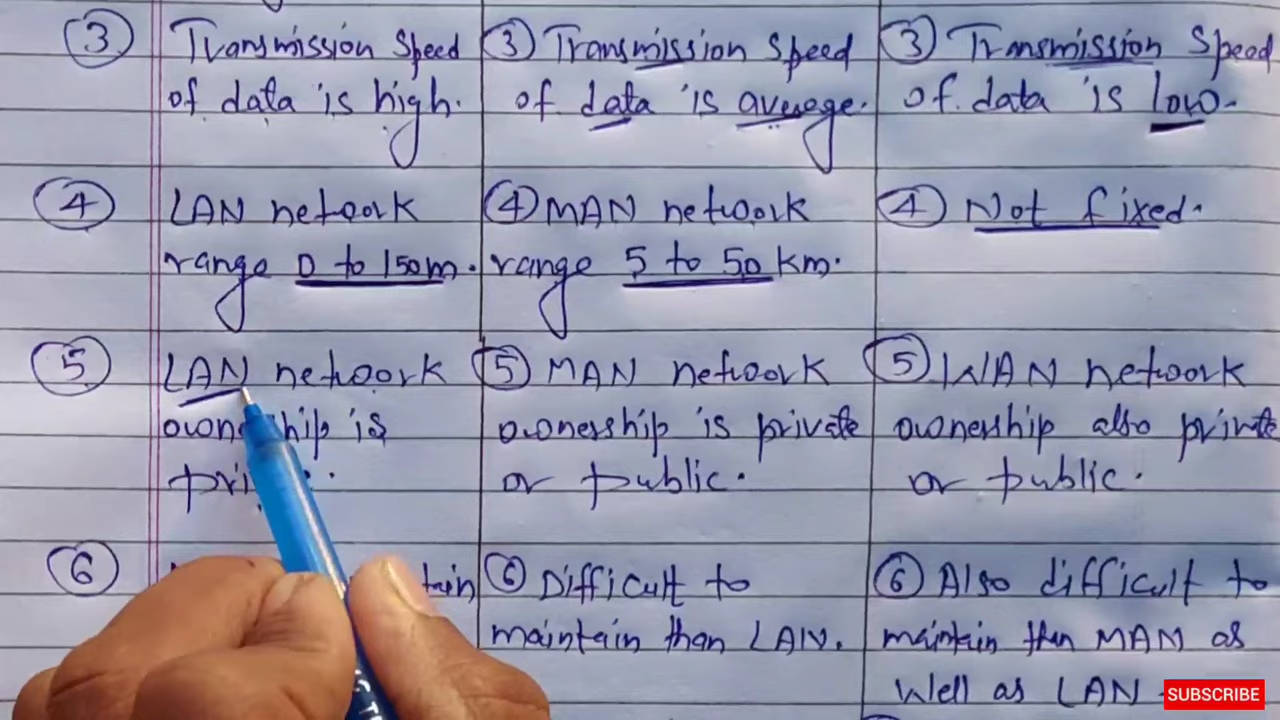 ③ Transmission Speed
of data is high.
③ Transmission Speed
of data is average.
③ Transmission Speed
of data is low.
④ LAN network
range 0 to 150m.
④ MAN network
range 5 to 50 km.
④ Not fixed.
⑤ LAN network
ownership is
⑤ MAN network
ownership is private
or public.
⑤ WAN network
ownership also private
or public.
⑥
⑥ Difficult to
maintain than LAN.
⑥ Also difficult to
maintain than MAN as
well as LAN.
SUBSCRIBE